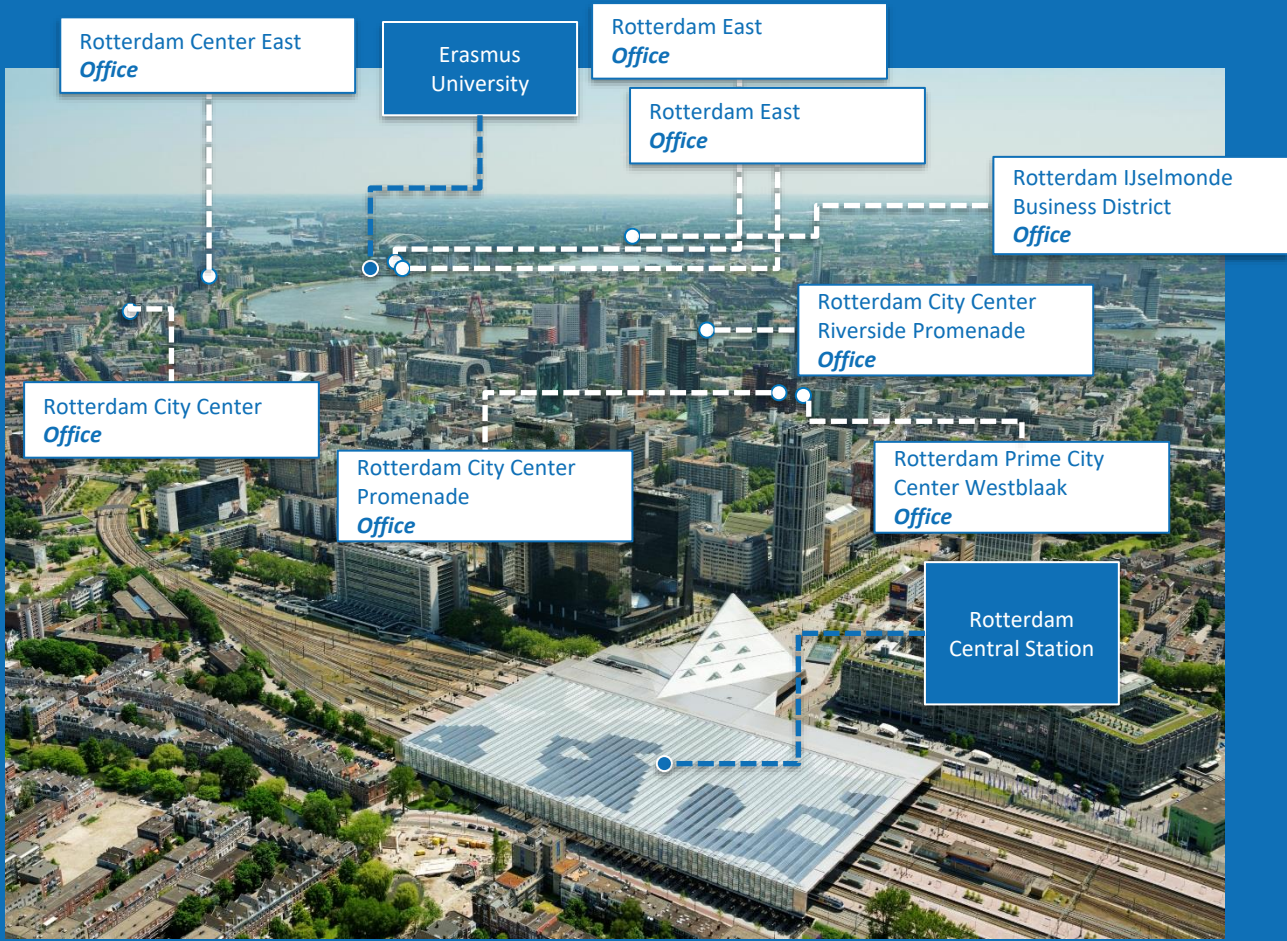 Rotterdam Center East
Office
Erasmus
University
Rotterdam East
Office
Rotterdam East
Office
Rotterdam IJselmonde
Business District
Office
Rotterdam City Center
Riverside Promenade
Office
Rotterdam City Center
Office
Rotterdam City Center
Promenade
Office
Rotterdam Prime City
Center Westblaak
Office
Rotterdam
Central Station